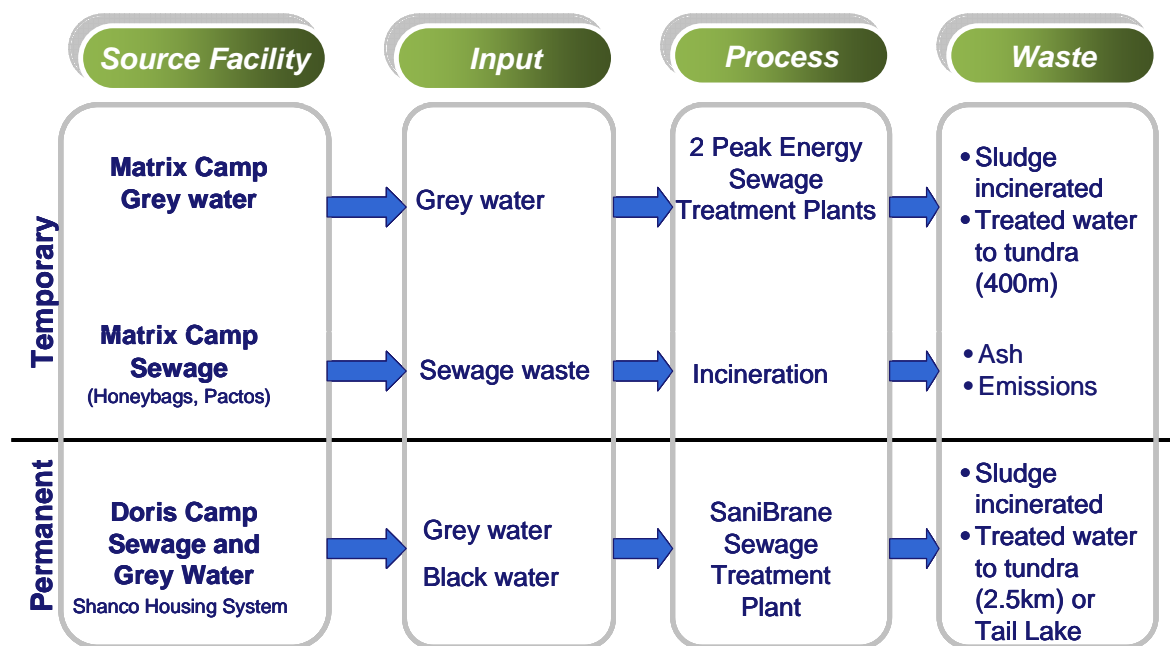 Source Facility
Input
Process
Waste
Temporary
Matrix Camp
Grey water
Grey water
2 Peak Energy
Sewage
Treatment Plants
• Sludge
incinerated
• Treated water
to tundra
(400m)
Matrix Camp
Sewage
(Honeybags, Pactos)
Sewage waste
Incineration
• Ash
• Emissions
Permanent
Doris Camp
Sewage and
Grey Water
Shanco Housing System
Grey water
Black water
SaniBrane
Sewage
Treatment
Plant
• Sludge
incinerated
• Treated water
to tundra
(2.5km) or
Tail Lake